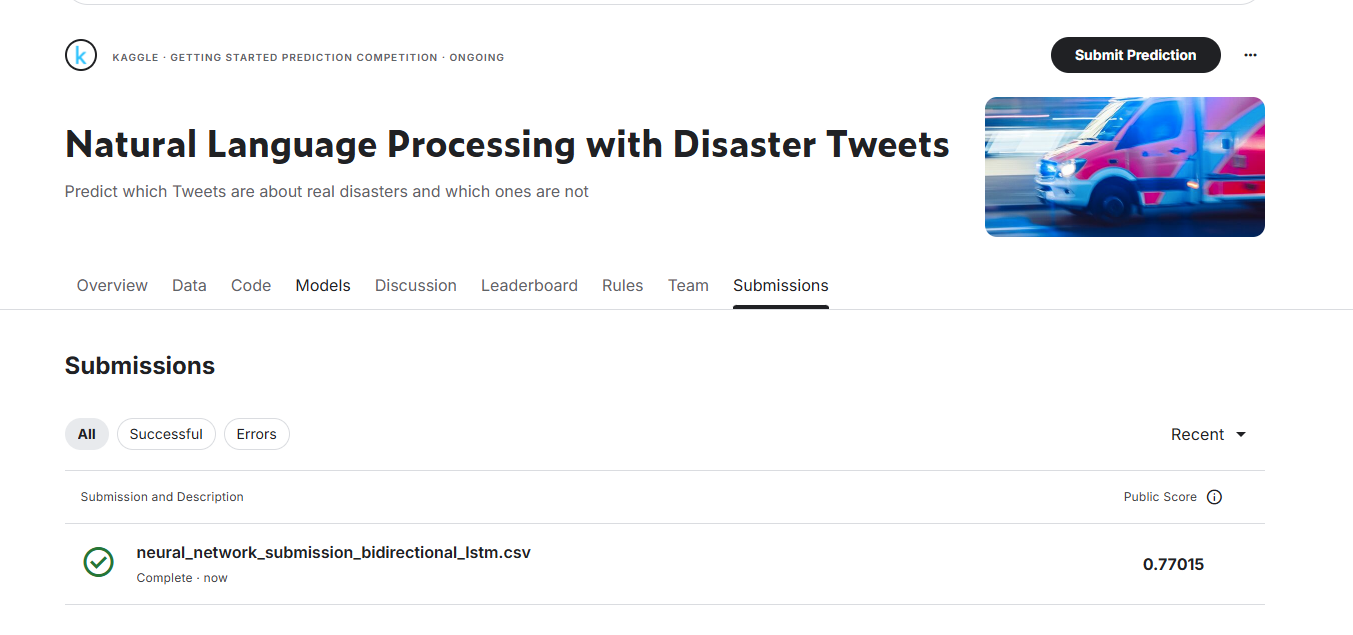 k
KAGGLE · GETTING STARTED PREDICTION COMPETITION · ONGOING
Submit Prediction
Natural Language Processing with Disaster Tweets
Predict which Tweets are about real disasters and which ones are not
Overview Data Code Models Discussion Leaderboard Rules Team Submissions
Submissions
All Successful Errors
Recent
Submission and Description Public Score
neural_network_submission_bidirectional_lstm.csv
Complete · now
0.77015